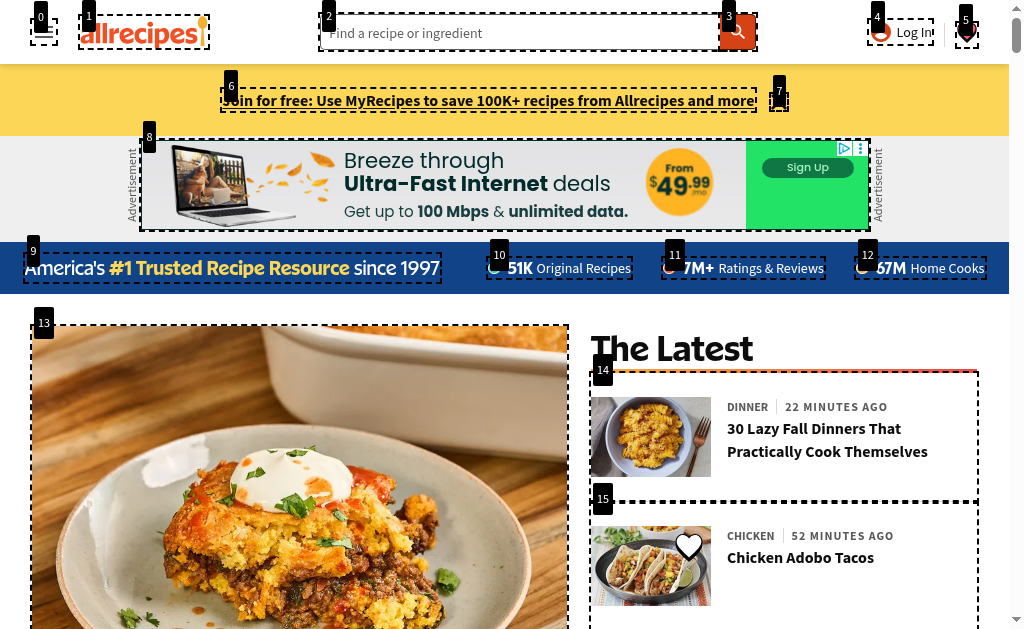 0
1
2
3
4
5
allrecipes
Find a recipe or ingredient
Log In
6
7
Join for free: Use MyRecipes to save 100K+ recipes from Allrecipes and more
8
Advertisement
Breeze through
Ultra-Fast Internet deals
Get up to 100 Mbps & unlimited data.
From
$49.99
/mo
Sign Up
Advertisement
9
10
11
12
America's #1 Trusted Recipe Resource since 1997
51K Original Recipes
7M+ Ratings & Reviews
67M Home Cooks
13
The Latest
14
DINNER
22 MINUTES AGO
30 Lazy Fall Dinners That
Practically Cook Themselves
15
CHICKEN
52 MINUTES AGO
Chicken Adobo Tacos